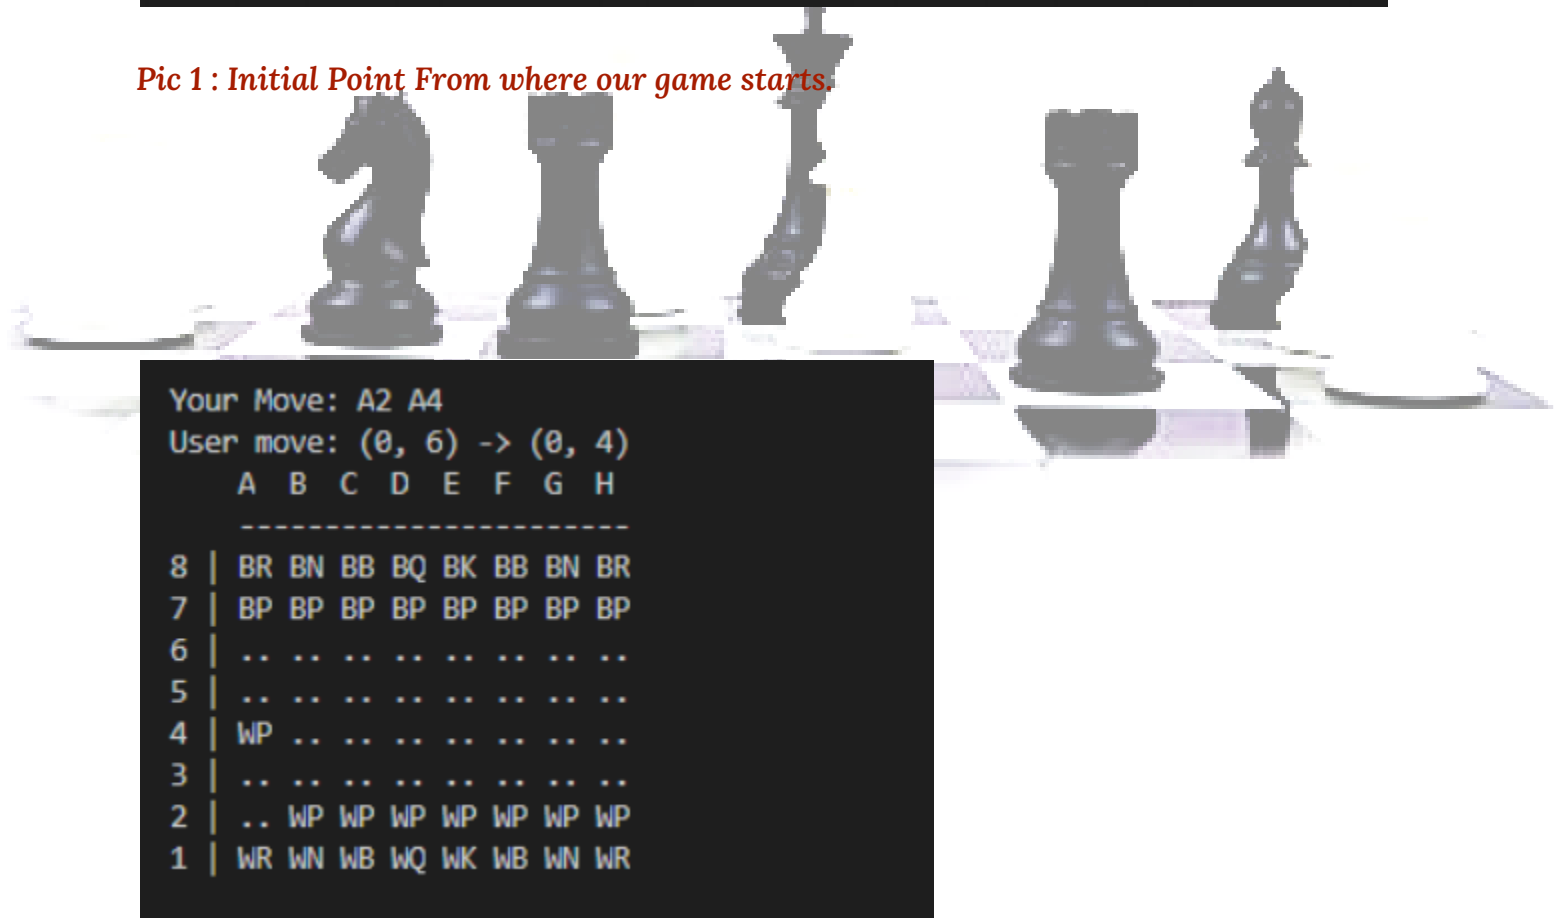 Pic 1 : Initial Point From where our game starts.
Your Move: A2 A4
User move: (0, 6) -> (0, 4)
A B C D E F G H
-----------------------
8 | BR BN BB BQ BK BB BN BR
7 | BP BP BP BP BP BP BP BP
6 | .. .. .. .. .. .. .. ..
5 | .. .. .. .. .. .. .. ..
4 | WP .. .. .. .. .. .. ..
3 | .. .. .. .. .. .. .. ..
2 | .. WP WP WP WP WP WP WP
1 | WR WN WB WQ WK WB WN WR